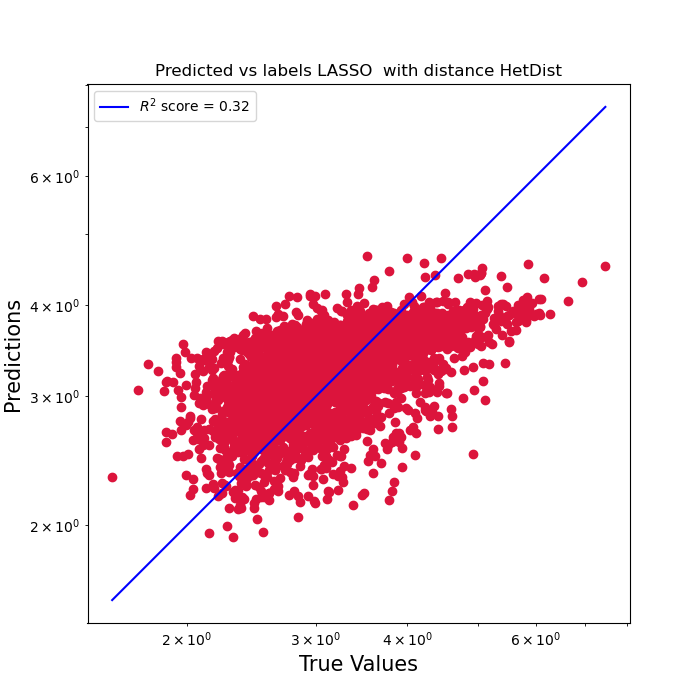 Predicted vs labels LASSO  with distance HetDist
R² score = 0.32
6 × 10⁰
4 × 10⁰
3 × 10⁰
2 × 10⁰
Predictions
2 × 10⁰ 3 × 10⁰ 4 × 10⁰ 6 × 10⁰
True Values